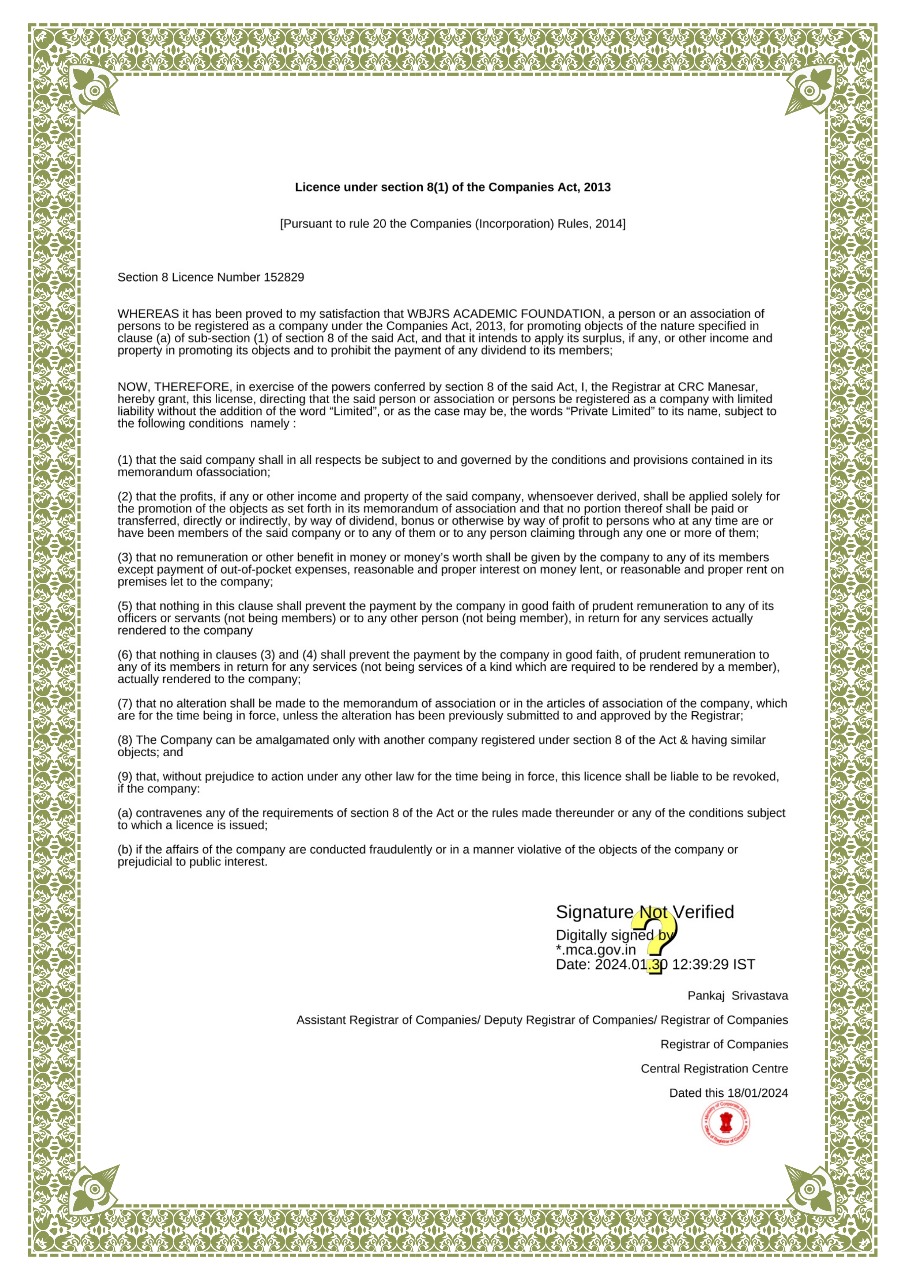 Licence under section 8(1) of the Companies Act, 2013
[Pursuant to rule 20 the Companies (Incorporation) Rules, 2014]
Section 8 Licence Number 152829
WHEREAS it has been proved to my satisfaction that WBJRS ACADEMIC FOUNDATION, a person or an association of
persons to be registered as a company under the Companies Act, 2013, for promoting objects of the nature specified in
clause (a) of sub-section (1) of section 8 of the said Act, and that it intends to apply its surplus, if any, or other income and
property in promoting its objects and to prohibit the payment of any dividend to its members;
NOW, THEREFORE, in exercise of the powers conferred by section 8 of the said Act, I, the Registrar at CRC Manesar,
hereby grant, this license, directing that the said person or association or persons be registered as a company with limited
liability without the addition of the word “Limited”, or as the case may be, the words “Private Limited” to its name, subject to
the following conditions  namely :
(1) that the said company shall in all respects be subject to and governed by the conditions and provisions contained in its
memorandum ofassociation;
(2) that the profits, if any or other income and property of the said company, whensoever derived, shall be applied solely for
the promotion of the objects as set forth in its memorandum of association and that no portion thereof shall be paid or
transferred, directly or indirectly, by way of dividend, bonus or otherwise by way of profit to persons who at any time are or
have been members of the said company or to any of them or to any person claiming through any one or more of them;
(3) that no remuneration or other benefit in money or money’s worth shall be given by the company to any of its members
except payment of out-of-pocket expenses, reasonable and proper interest on money lent, or reasonable and proper rent on
premises let to the company;
(5) that nothing in this clause shall prevent the payment by the company in good faith of prudent remuneration to any of its
officers or servants (not being members) or to any other person (not being member), in return for any services actually
rendered to the company
(6) that nothing in clauses (3) and (4) shall prevent the payment by the company in good faith, of prudent remuneration to
any of its members in return for any services (not being services of a kind which are required to be rendered by a member),
actually rendered to the company;
(7) that no alteration shall be made to the memorandum of association or in the articles of association of the company, which
are for the time being in force, unless the alteration has been previously submitted to and approved by the Registrar;
(8) The Company can be amalgamated only with another company registered under section 8 of the Act & having similar
objects; and
(9) that, without prejudice to action under any other law for the time being in force, this licence shall be liable to be revoked,
if the company:
(a) contravenes any of the requirements of section 8 of the Act or the rules made thereunder or any of the conditions subject
to which a licence is issued;
(b) if the affairs of the company are conducted fraudulently or in a manner violative of the objects of the company or
prejudicial to public interest.
Signature Not Verified
Digitally signed by
*.mca.gov.in
Date: 2024.01.30 12:39:29 IST
Pankaj  Srivastava
Assistant Registrar of Companies/ Deputy Registrar of Companies/ Registrar of Companies
Registrar of Companies
Central Registration Centre
Dated this 18/01/2024
Ministry of Corporate Affairs